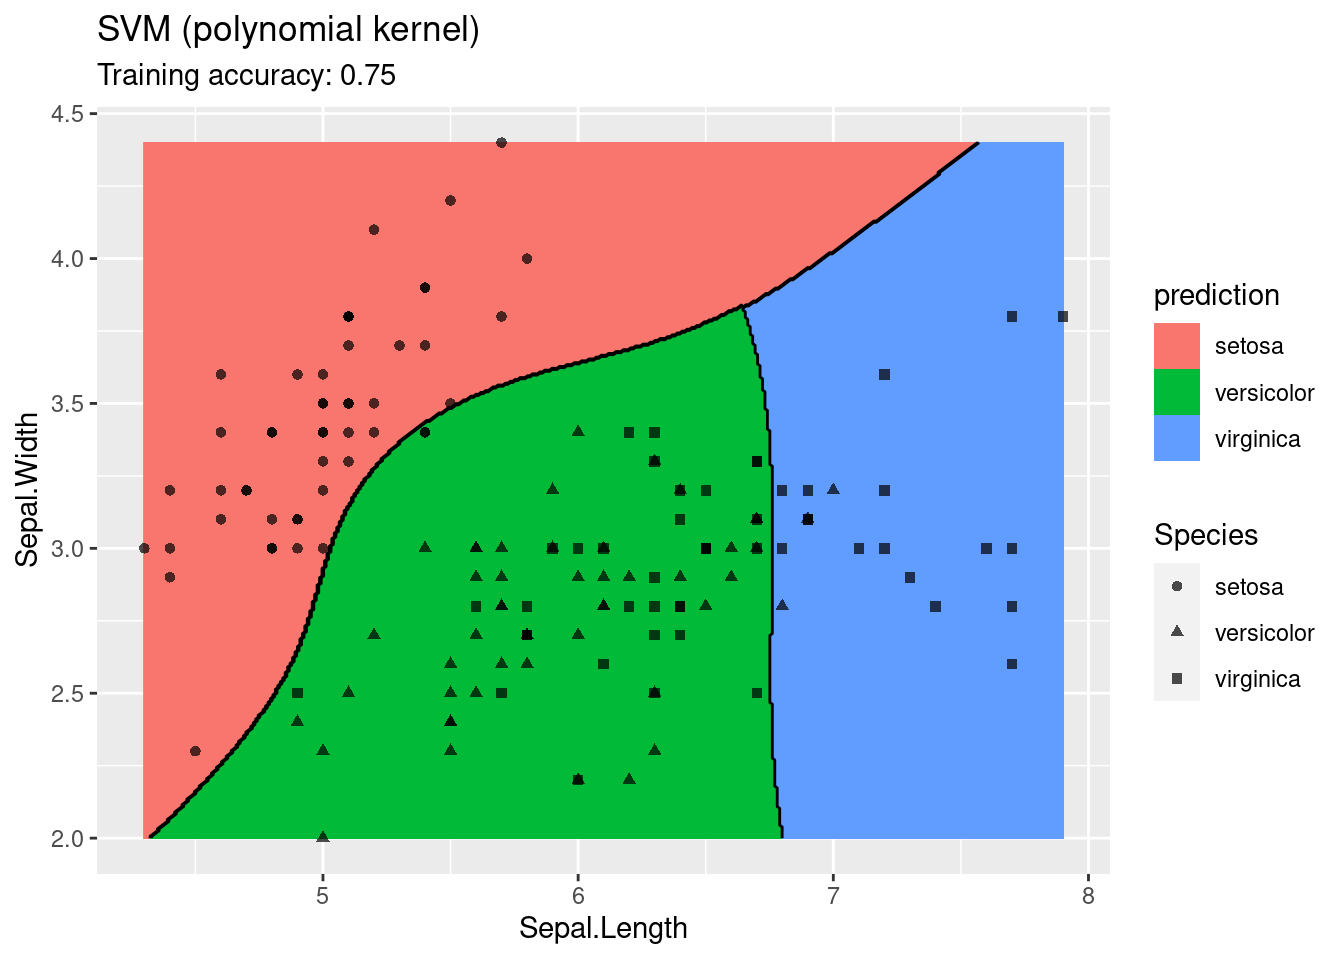 SVM (polynomial kernel)
Training accuracy: 0.75
4.5
4.0
3.5
3.0
2.5
2.0
Sepal.Width
5
6
7
8
Sepal.Length
prediction
setosa
versicolor
virginica
Species
setosa
versicolor
virginica